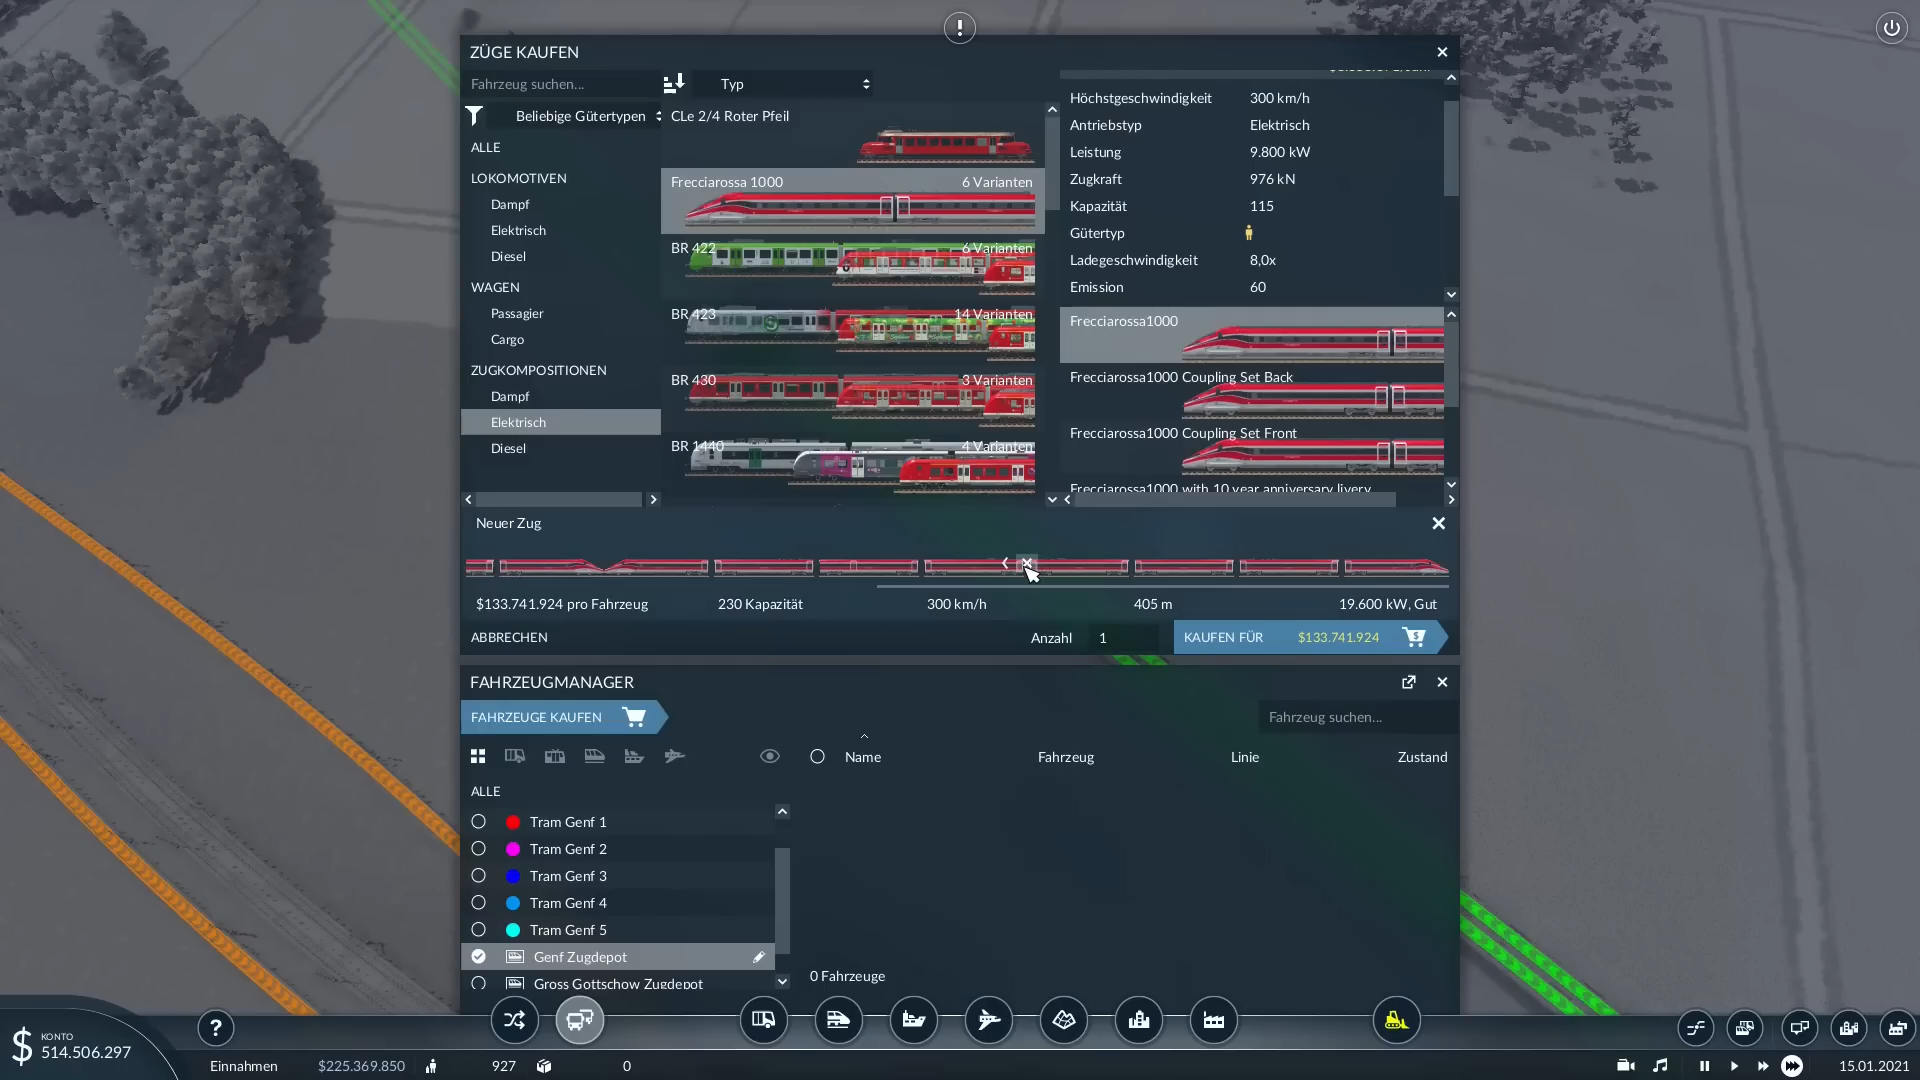 ZÜGE KAUFEN
Fahrzeug suchen...
Typ
Beliebige Gütertypen
ALLE
LOKOMOTIVEN
Dampf
Elektrisch
Diesel
WAGEN
Passagier
Cargo
ZUGKOMPOSITIONEN
Dampf
Elektrisch
Diesel
CLe 2/4 Roter Pfeil
Frecciarossa 1000 6 Varianten
BR 422 6 Varianten
BR 423 14 Varianten
BR 430 3 Varianten
BR 1440 4 Varianten
Höchstgeschwindigkeit 300 km/h
Antriebstyp Elektrisch
Leistung 9.800 kW
Zugkraft 976 kN
Kapazität 115
Gütertyp
Ladegeschwindigkeit 8,0x
Emission 60
Frecciarossa1000
Frecciarossa1000 Coupling Set Back
Frecciarossa1000 Coupling Set Front
Frecciarossa1000 with 10 year anniversary livery
Neuer Zug
$133.741.924 pro Fahrzeug 230 Kapazität 300 km/h 405 m 19.600 kW, Gut
ABBRECHEN Anzahl 1 KAUFEN FÜR $133.741.924
FAHRZEUGMANAGER
FAHRZEUGE KAUFEN Fahrzeug suchen...
Name Fahrzeug Linie Zustand
ALLE
Tram Genf 1
Tram Genf 2
Tram Genf 3
Tram Genf 4
Tram Genf 5
Genf Zugdepot
Gross Gottschow Zugdepot
0 Fahrzeuge
KONTO
$ 514.506.297
Einnahmen $225.369.850 927 0 15.01.2021